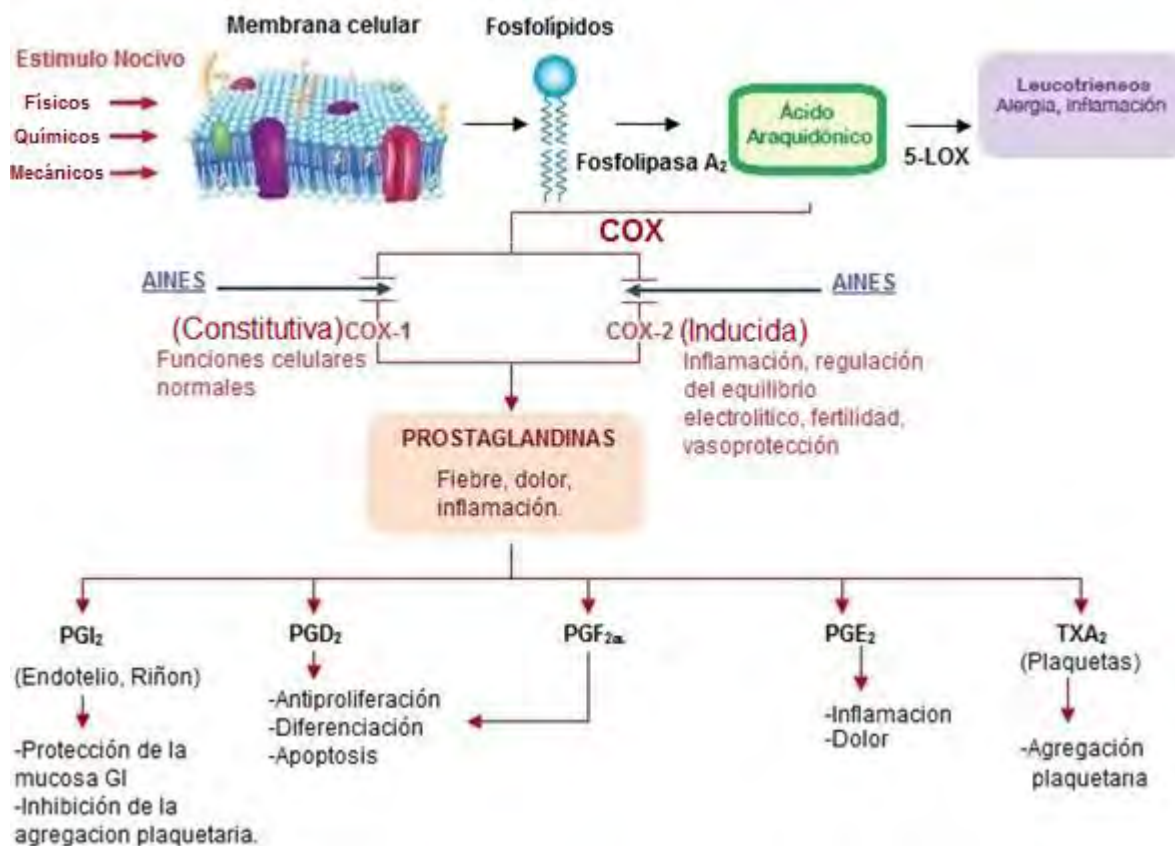 Membrana celular
Fosfolípidos
Estimulo Nocivo
Físicos
Químicos
Mecánicos
Fosfolipasa A₂
Ácido
Araquidónico
5-LOX
Leucotrieneos
Alergia, inflamación
COX
AINES
AINES
(Constitutiva) COX-1
Funciones celulares
normales
COX-2 (Inducida)
Inflamación, regulación
del equilibrio
electrolitico, fertilidad,
vasoprotección
PROSTAGLANDINAS
Fiebre, dolor,
inflamación.
PGI₂
(Endotelio, Riñon)
-Protección de la
mucosa GI
-Inhibición de la
agregacion plaquetaria.
PGD₂
-Antiproliferación
-Diferenciación
-Apoptosis
PGF₂α
PGE₂
-Inflamacion
-Dolor
TXA₂
(Plaquetas)
-Agregación
plaquetaria